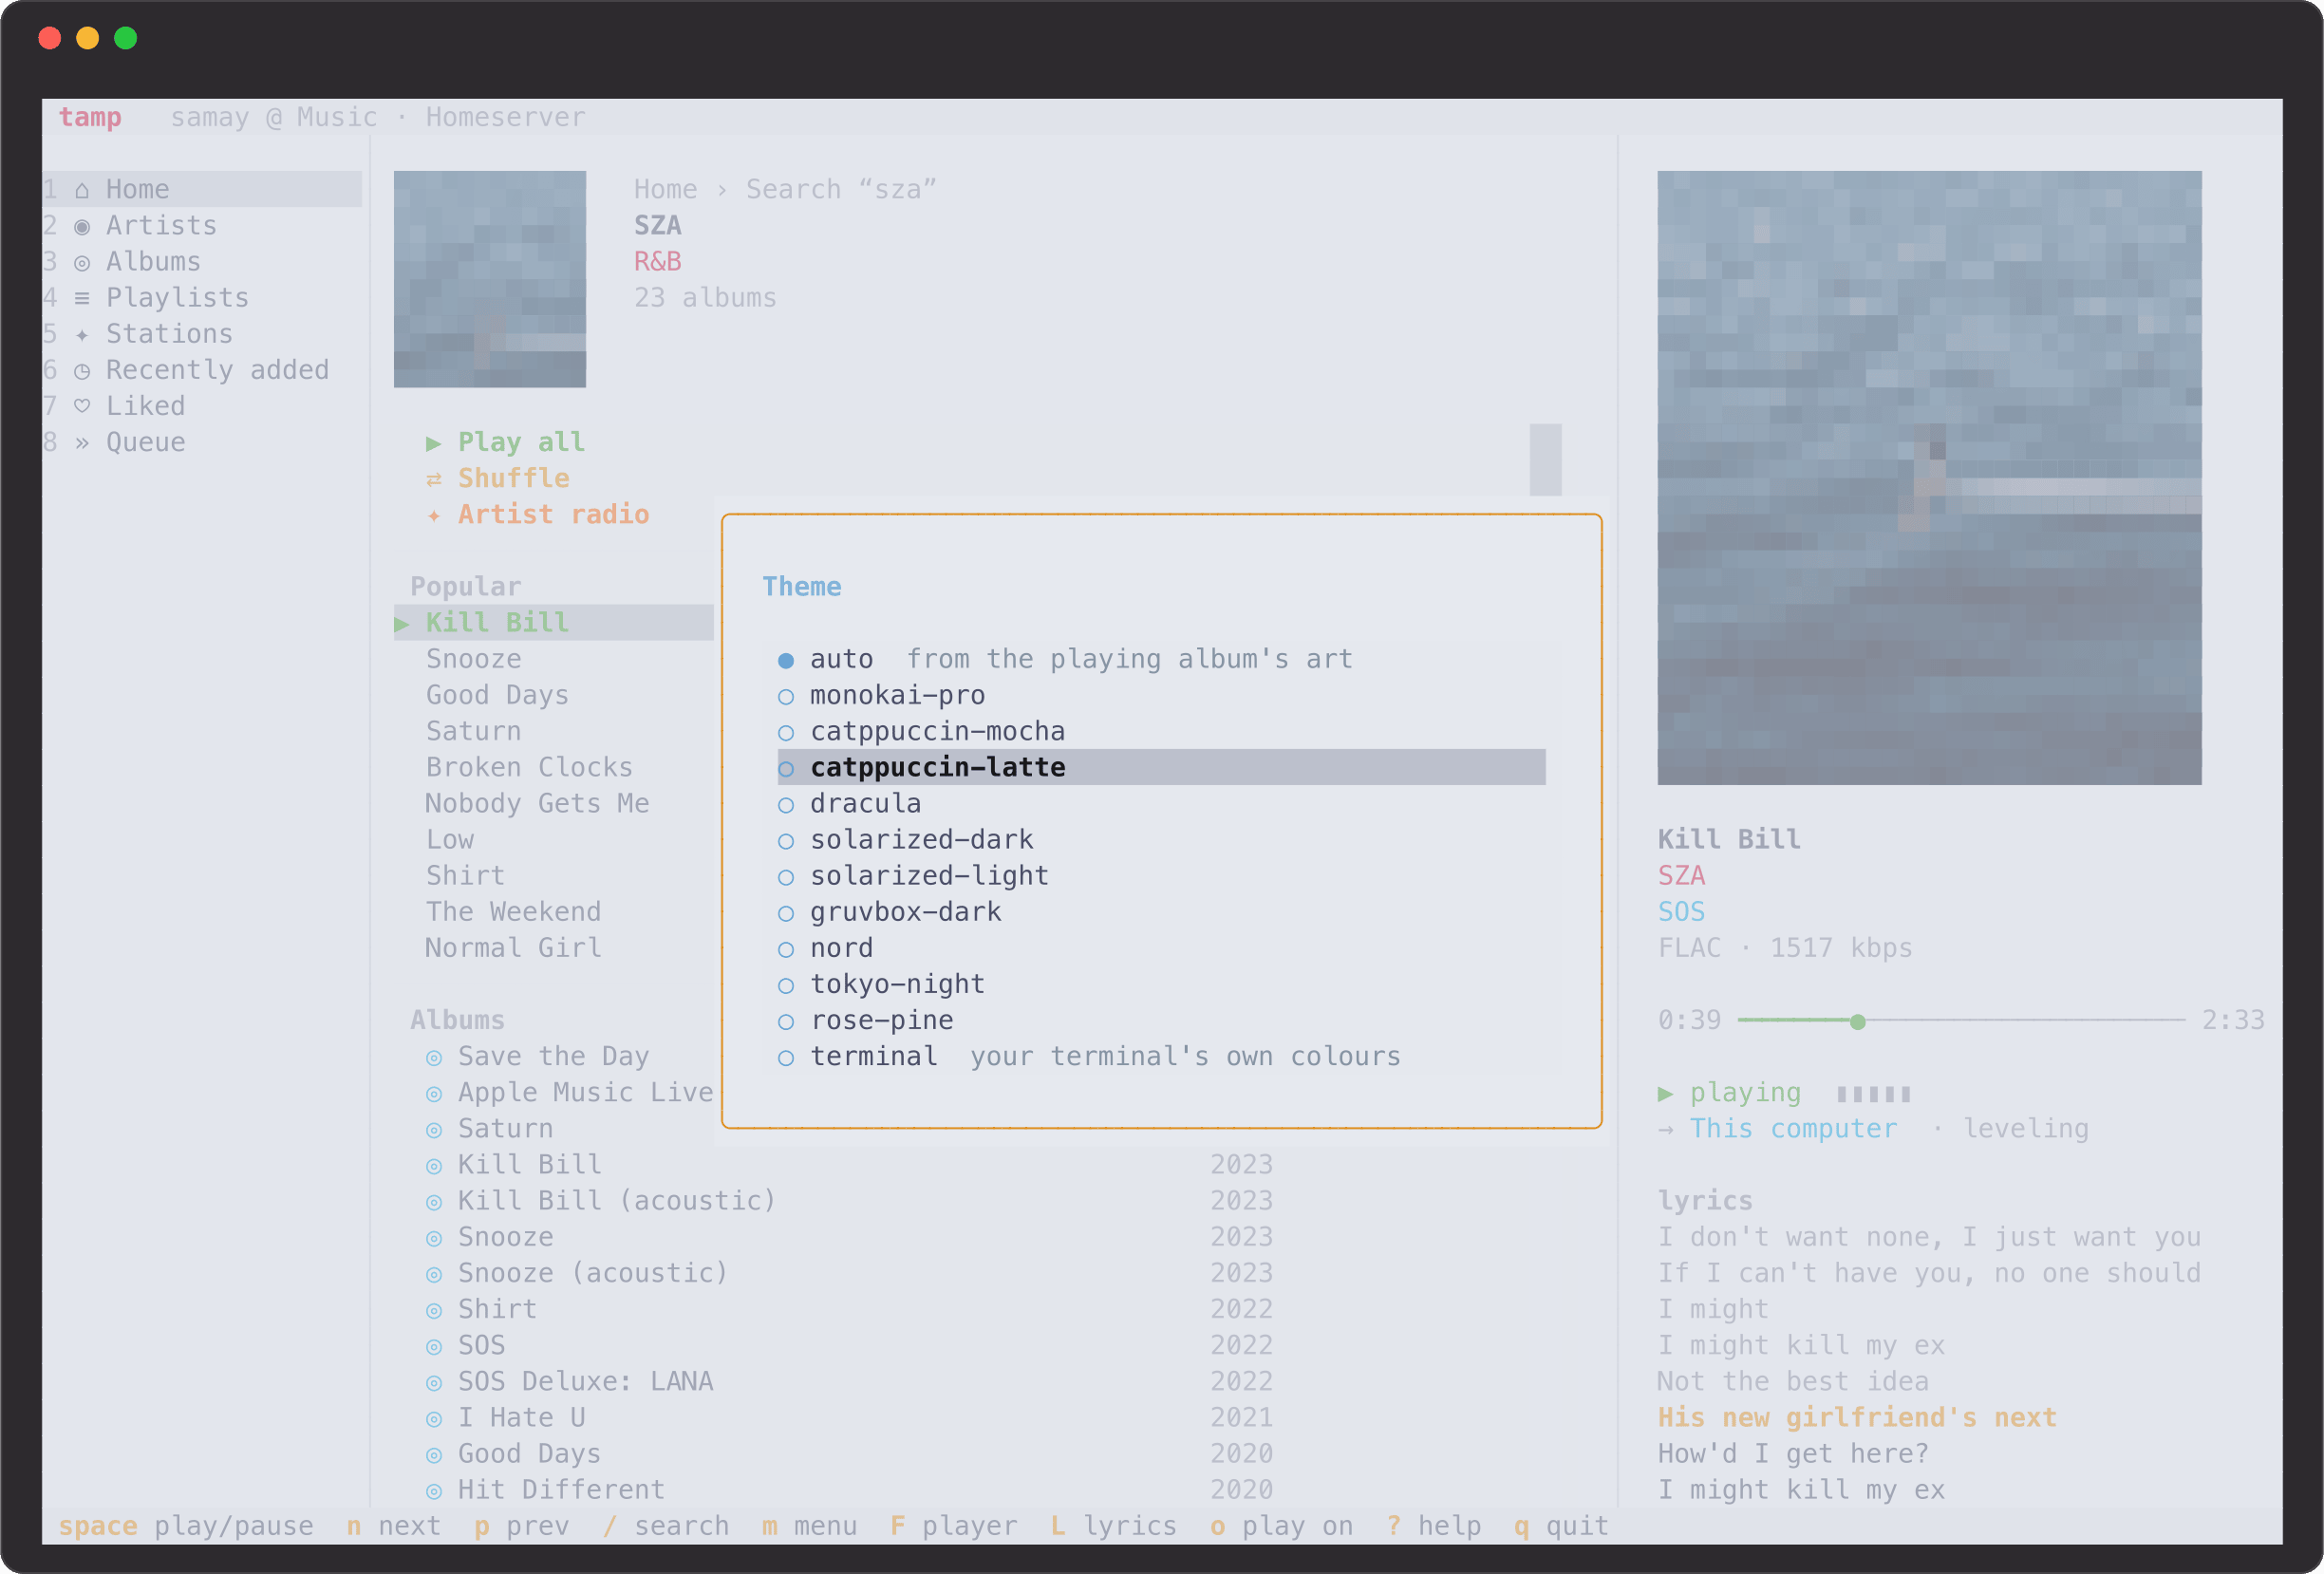 tamp samay @ Music · Homeserver
1 ⌂ Home
2 ◉ Artists
3 ◎ Albums
4 ≡ Playlists
5 ✦ Stations
6 ◷ Recently added
7 ♡ Liked
8 » Queue
Home › Search “sza”
SZA
R&B
23 albums
▶ Play all
⇄ Shuffle
✦ Artist radio
Popular
▶ Kill Bill
Snooze
Good Days
Saturn
Broken Clocks
Nobody Gets Me
Low
Shirt
The Weekend
Normal Girl
Albums
◎ Save the Day
◎ Apple Music Live
◎ Saturn
◎ Kill Bill 2023
◎ Kill Bill (acoustic) 2023
◎ Snooze 2023
◎ Snooze (acoustic) 2023
◎ Shirt 2022
◎ SOS 2022
◎ SOS Deluxe: LANA 2022
◎ I Hate U 2021
◎ Good Days 2020
◎ Hit Different 2020
Theme
● auto from the playing album's art
○ monokai-pro
○ catppuccin-mocha
○ catppuccin-latte
○ dracula
○ solarized-dark
○ solarized-light
○ gruvbox-dark
○ nord
○ tokyo-night
○ rose-pine
○ terminal your terminal's own colours
Kill Bill
SZA
SOS
FLAC · 1517 kbps
0:39 2:33
▶ playing
→ This computer · leveling
lyrics
I don't want none, I just want you
If I can't have you, no one should
I might
I might kill my ex
Not the best idea
His new girlfriend's next
How'd I get here?
I might kill my ex
space play/pause n next p prev / search m menu F player L lyrics o play on ? help q quit